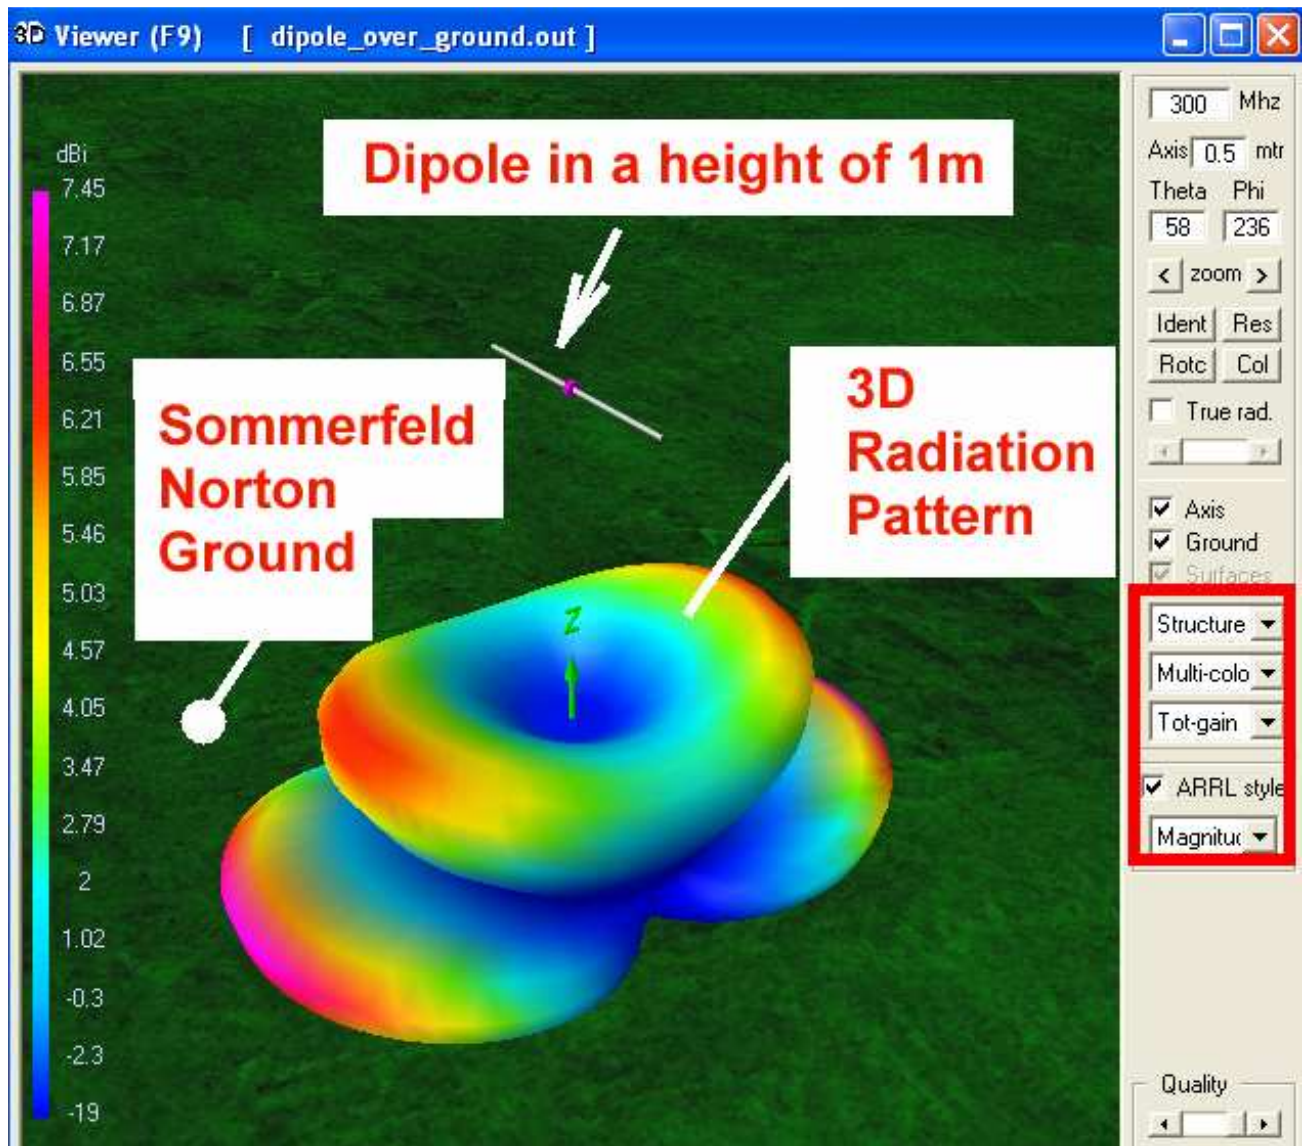 3D Viewer (F9) [ dipole_over_ground.out ]
dBi
7.45
7.17
6.87
6.55
6.21
5.85
5.46
5.03
4.57
4.05
3.47
2.79
2
1.02
-0.3
-2.3
-19
Dipole in a height of 1m
Sommerfeld
Norton
Ground
3D
Radiation
Pattern
Z
300 Mhz
Axis 0.5 mtr
Theta Phi
58 236
< zoom >
Ident Res
Rotc Col
True rad.
Axis
Ground
Surfaces
Structure
Multi-colo
Tot-gain
ARRL style
Magnituc
Quality